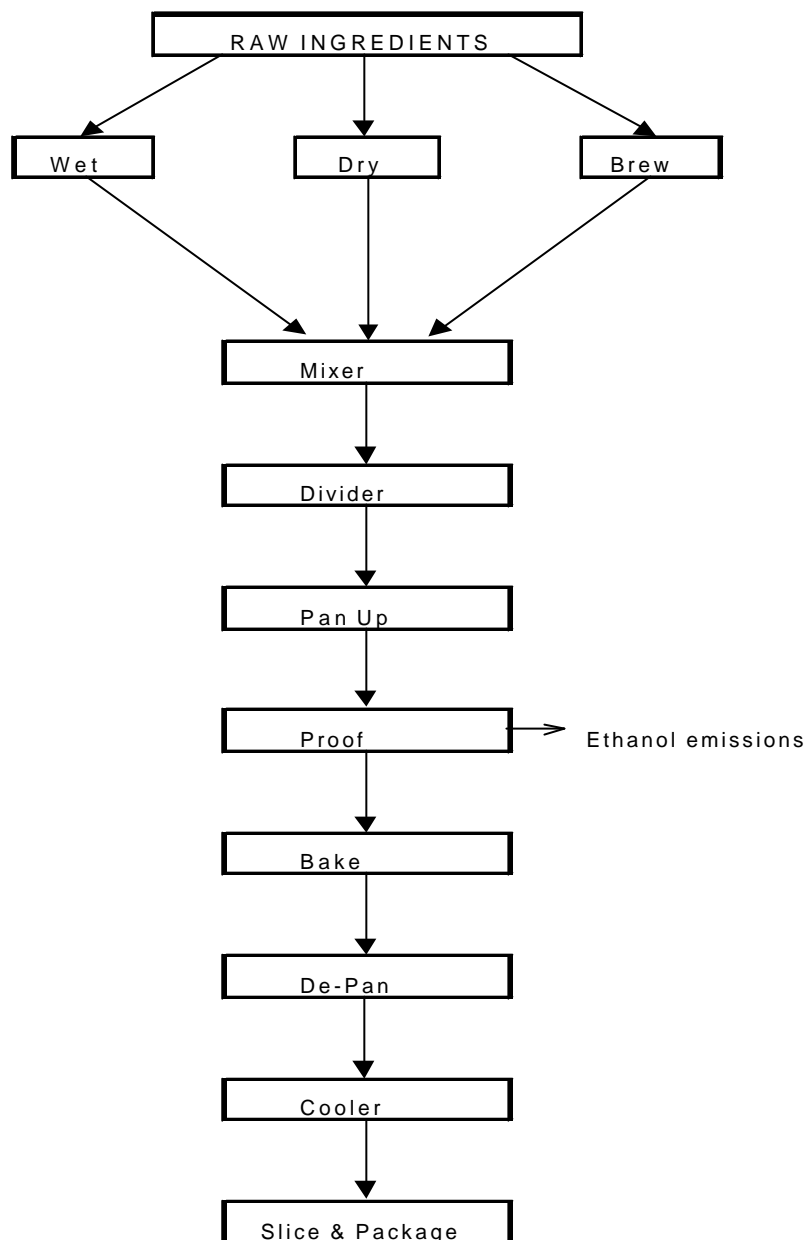 RAW INGREDIENTS
Wet Dry Brew
Mixer
Divider
Pan Up
Proof
Ethanol emissions
Bake
De-Pan
Cooler
Slice & Package